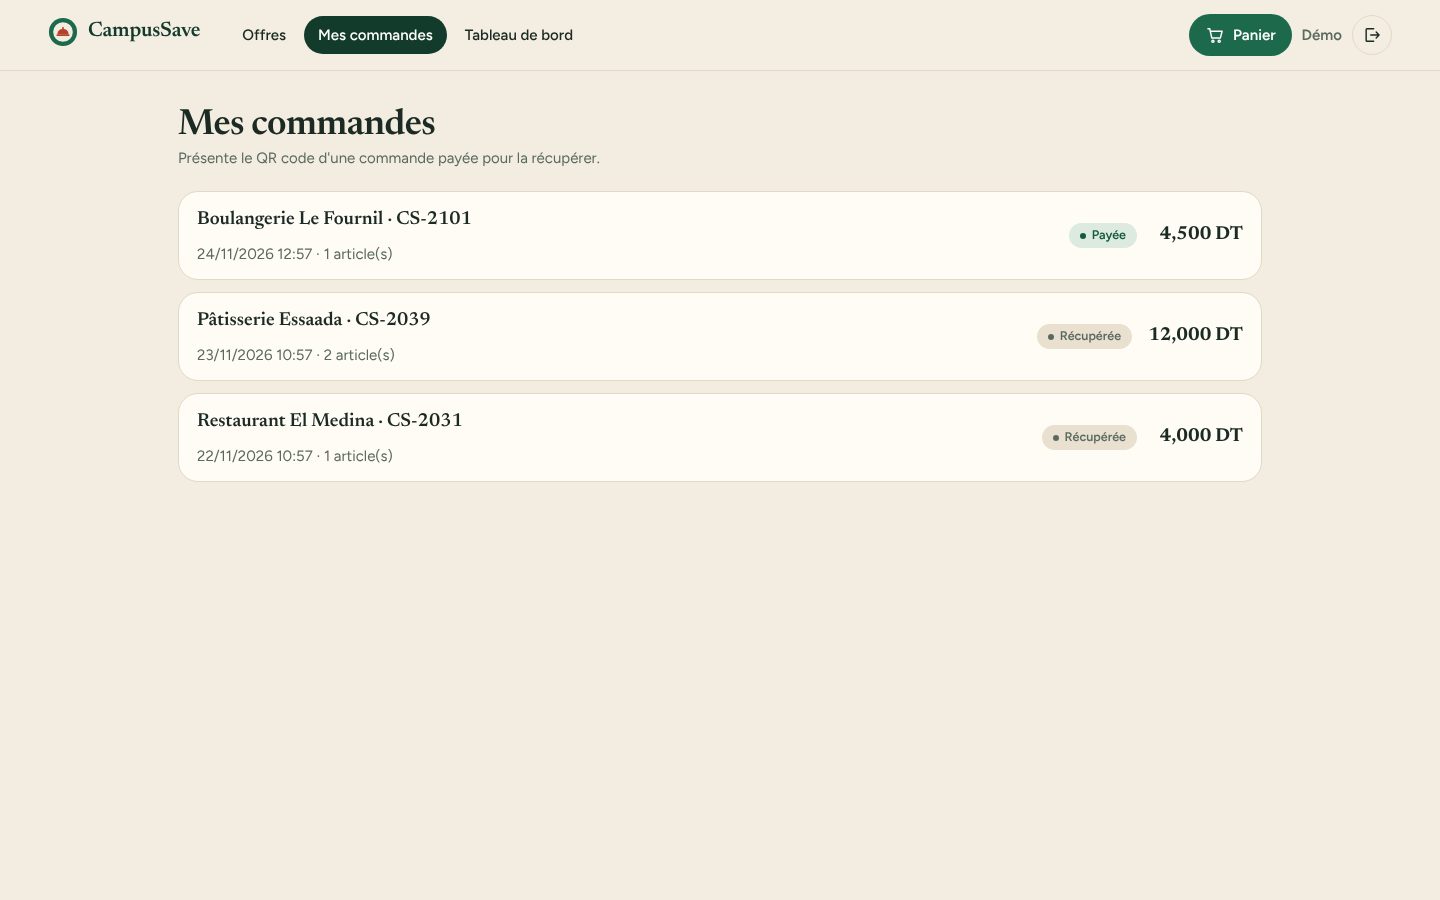 CampusSave
Offres
Mes commandes
Tableau de bord
Panier
Démo
Mes commandes
Présente le QR code d'une commande payée pour la récupérer.
Boulangerie Le Fournil · CS-2101
24/11/2026 12:57 · 1 article(s)
Payée
4,500 DT
Pâtisserie Essaada · CS-2039
23/11/2026 10:57 · 2 article(s)
Récupérée
12,000 DT
Restaurant El Medina · CS-2031
22/11/2026 10:57 · 1 article(s)
Récupérée
4,000 DT